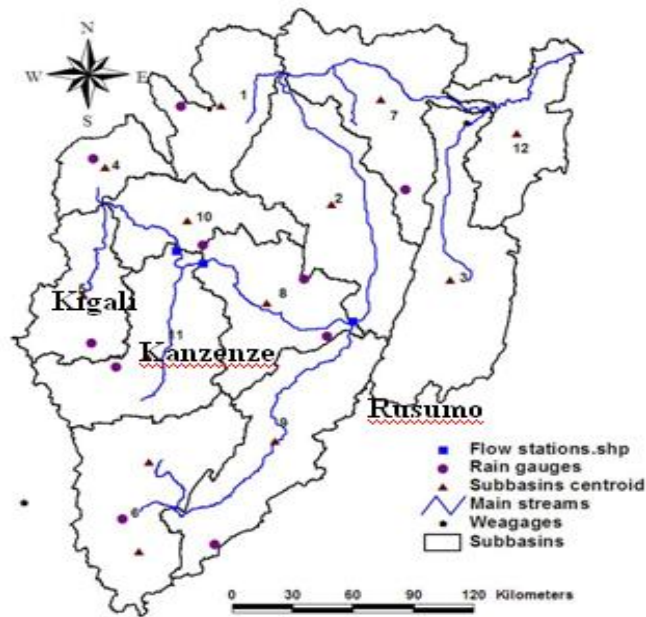 N
W E
S
1
7
12
4
2
10
3
8
5
Kigali
11
Kanzenze
Rusumo
9
6
Flow stations.shp
Rain gauges
Subbasins centroid
Main streams
Weagages
Subbasins
0 30 60 90 120 Kilometers